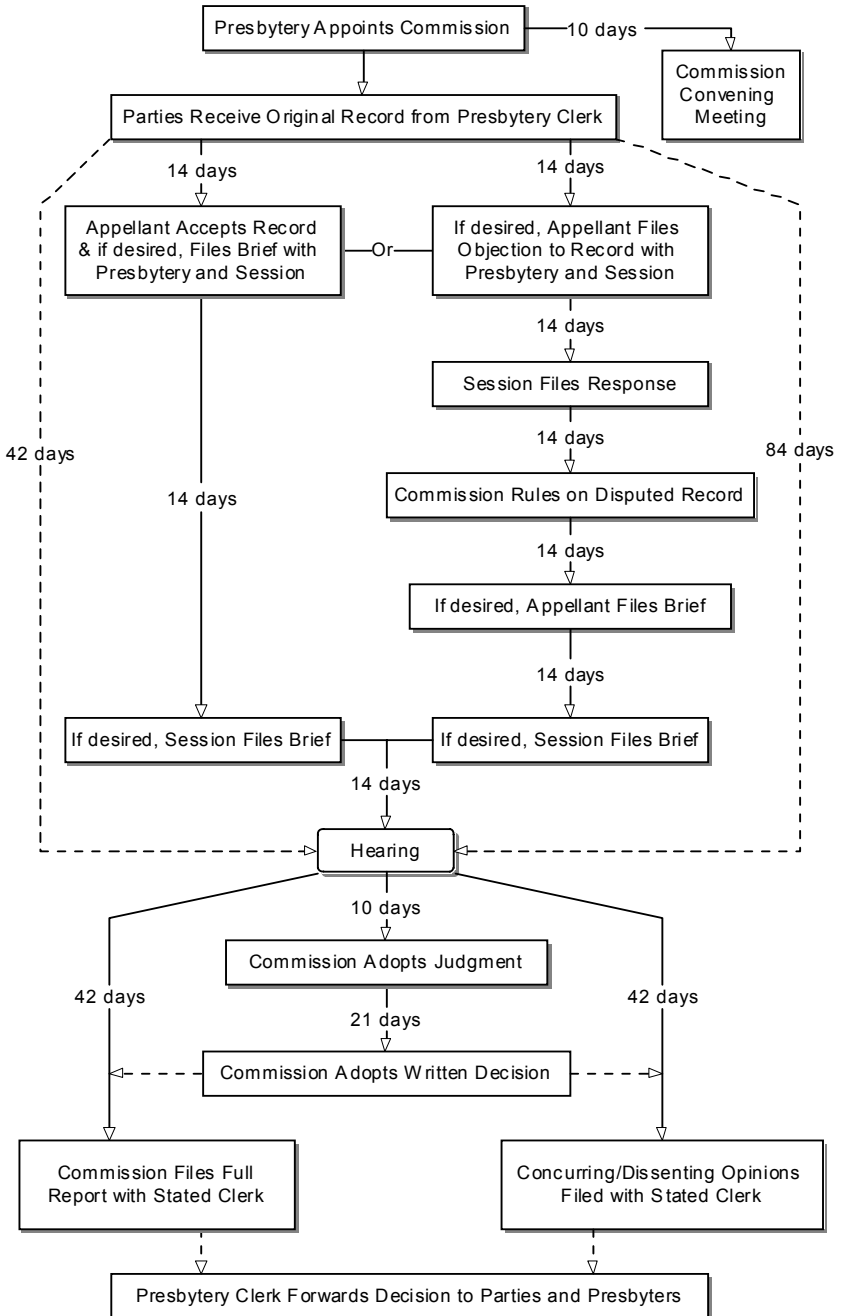 Presbytery Appoints Commission
10 days
Commission
Convening
Meeting
Parties Receive Original Record from Presbytery Clerk
14 days
14 days
Appellant Accepts Record
& if desired, Files Brief with
Presbytery and Session
Or
If desired, Appellant Files
Objection to Record with
Presbytery and Session
14 days
Session Files Response
14 days
42 days
84 days
14 days
Commission Rules on Disputed Record
14 days
If desired, Appellant Files Brief
14 days
If desired, Session Files Brief
If desired, Session Files Brief
14 days
Hearing
10 days
Commission Adopts Judgment
42 days
42 days
21 days
Commission Adopts Written Decision
Commission Files Full
Report with Stated Clerk
Concurring/Dissenting Opinions
Filed with Stated Clerk
Presbytery Clerk Forwards Decision to Parties and Presbyters